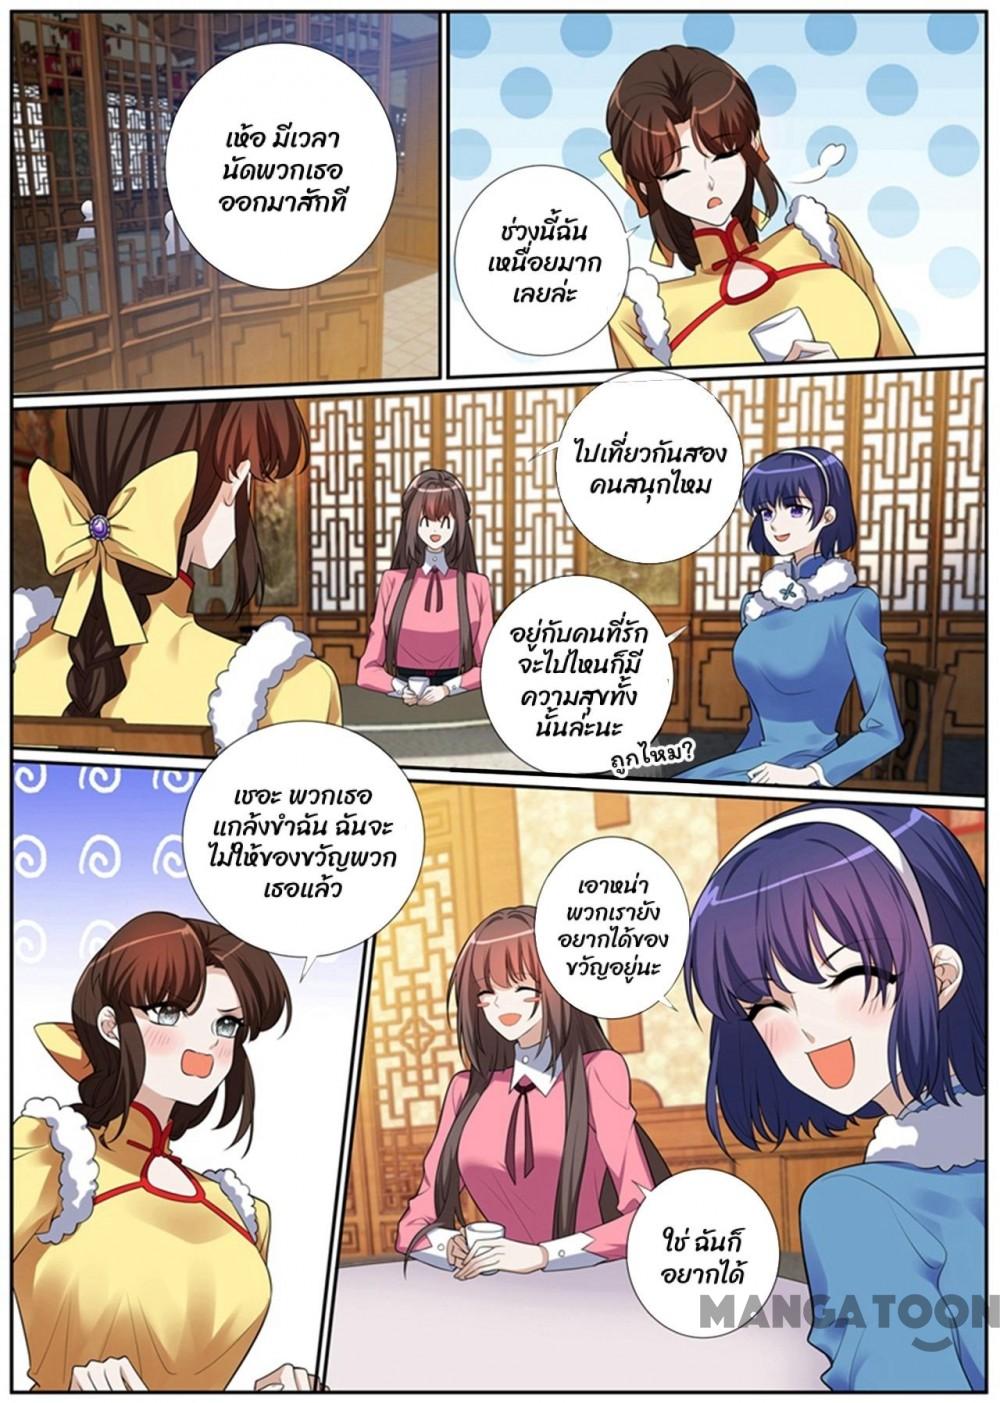 เห้อ มีเวลา
นัดพวกเธอ
ออกมาสักที
ช่วงนี้ฉัน
เหนื่อยมาก
เลยล่ะ
ไปเที่ยวกันสอง
คนสนุกไหม
อยู่กับคนที่รัก
จะไปไหนก็มี
ความสุขทั้ง
นั้นล่ะนะ
ถูกไหม?
เชอะ พวกเธอ
แกล้งขำฉัน ฉันจะ
ไม่ให้ของขวัญพวก
เธอแล้ว
เอาหน่า
พวกเรายัง
อยากได้ของ
ขวัญอยู่นะ
ใช่ ฉันก็
อยากได้
MANGATOON